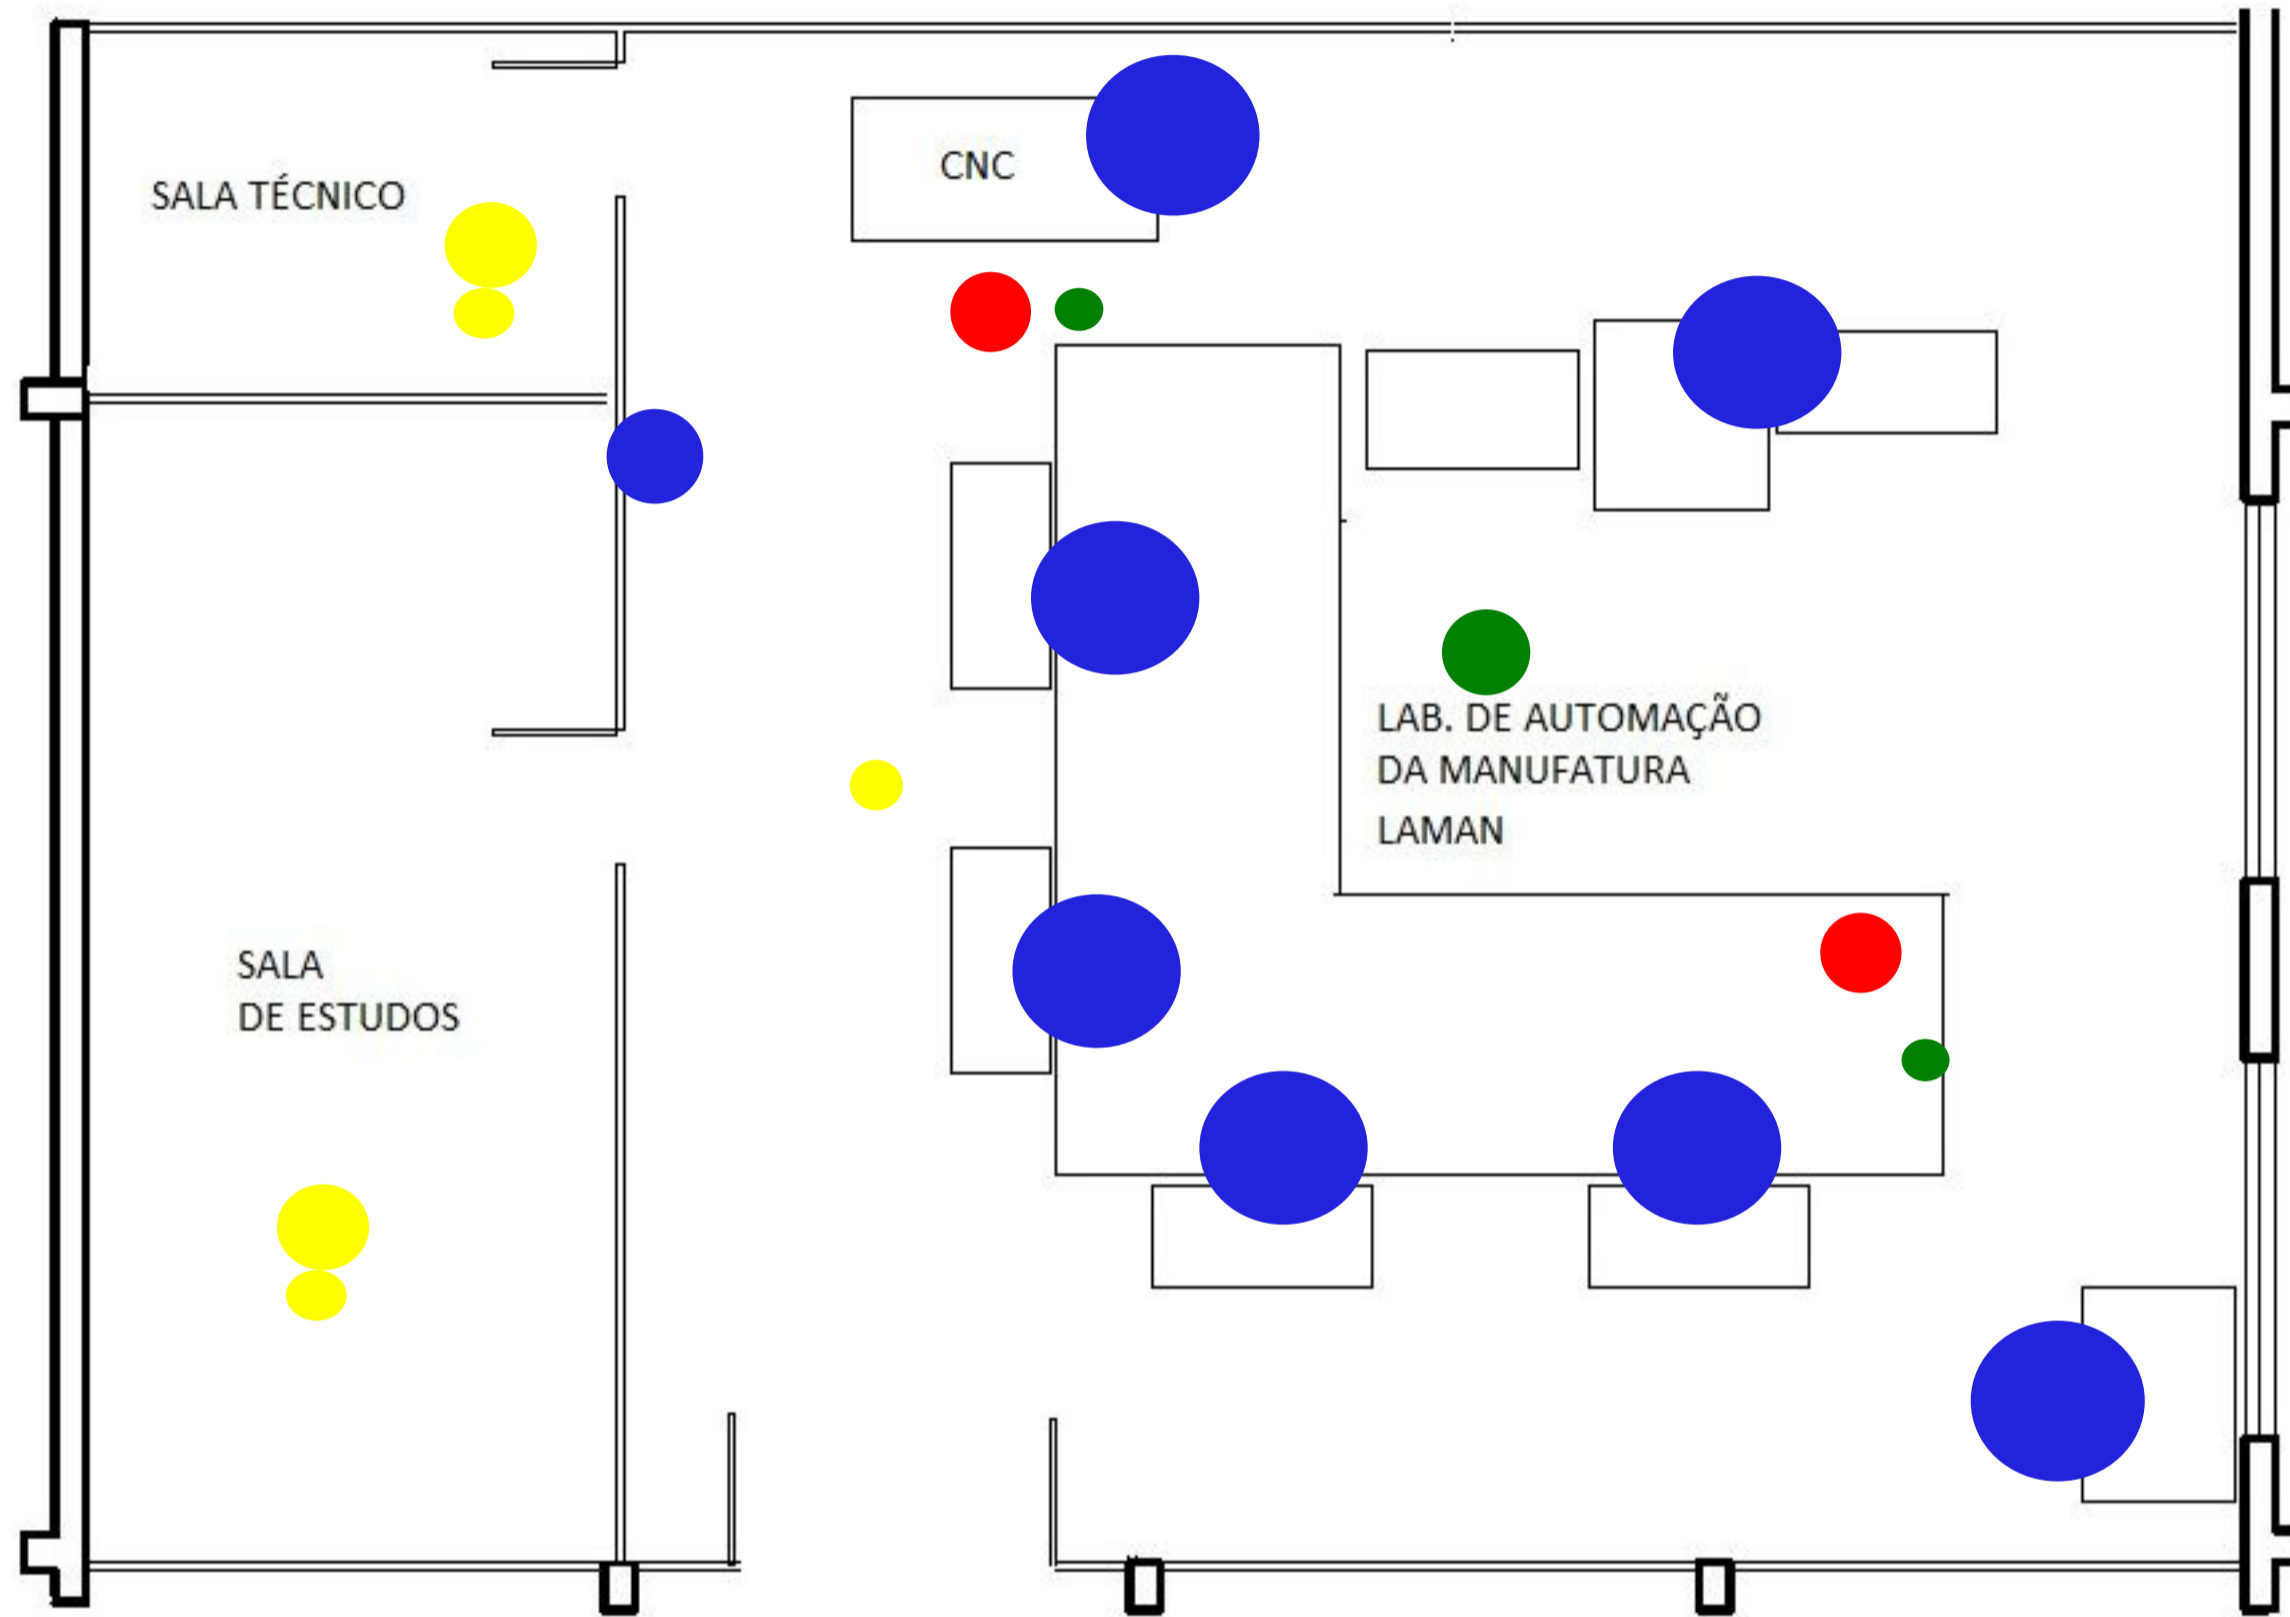 SALA TÉCNICO
CNC
LAB. DE AUTOMAÇÃO
DA MANUFATURA
LAMAN
SALA
DE ESTUDOS